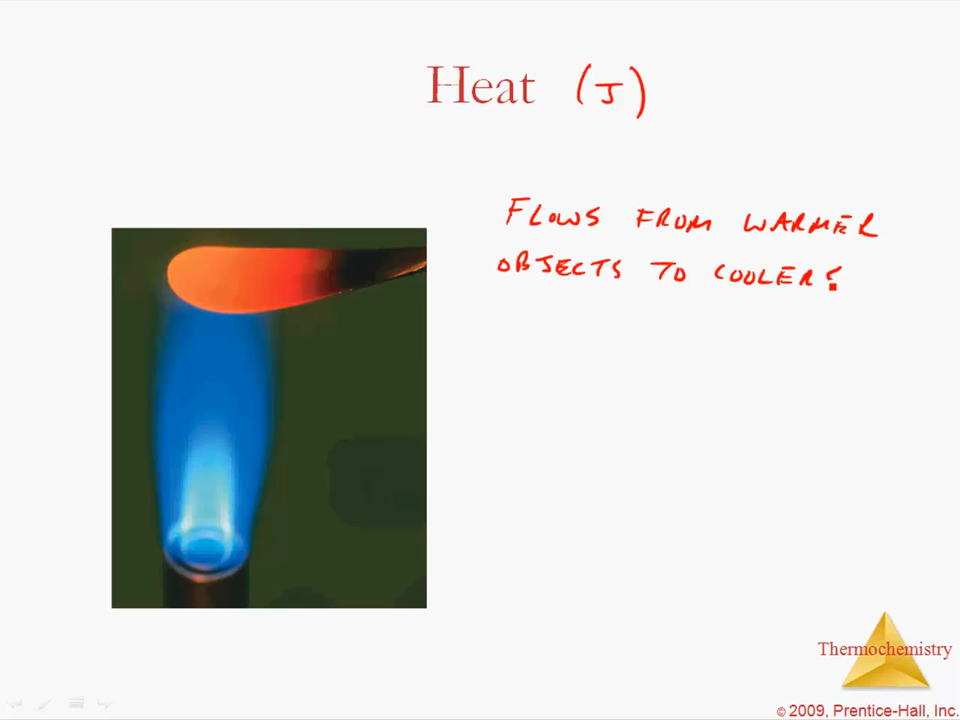 Heat (J)
FLOWS FROM WARMER
OBJECTS TO COOLER
Thermochemistry
© 2009, Prentice-Hall, Inc.